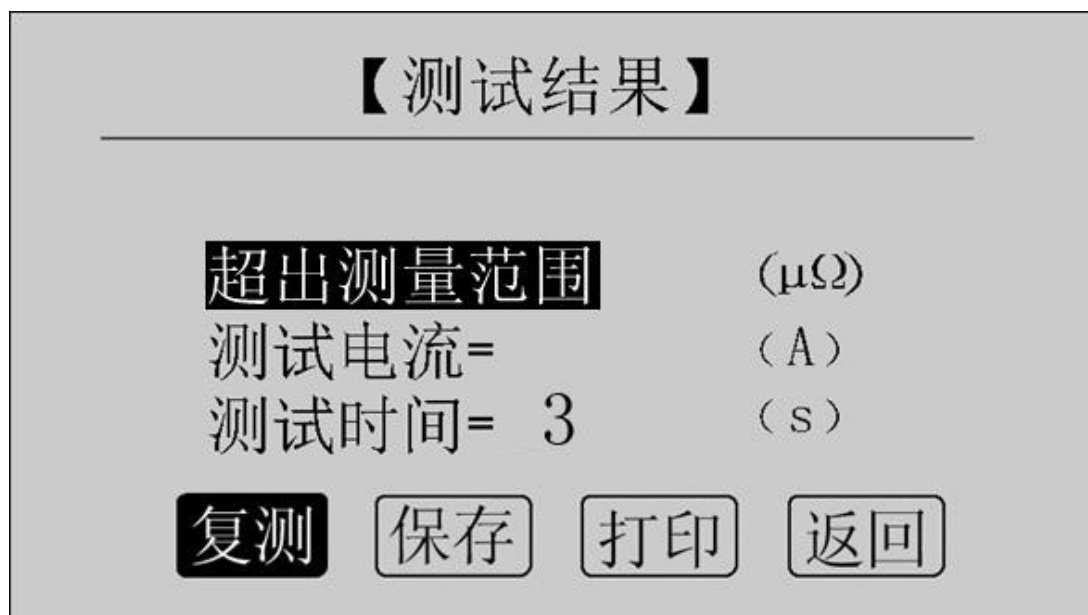 【测试结果】
超出测量范围 (μΩ)
测试电流= （A）
测试时间= 3 （s）
复测 保存 打印 返回